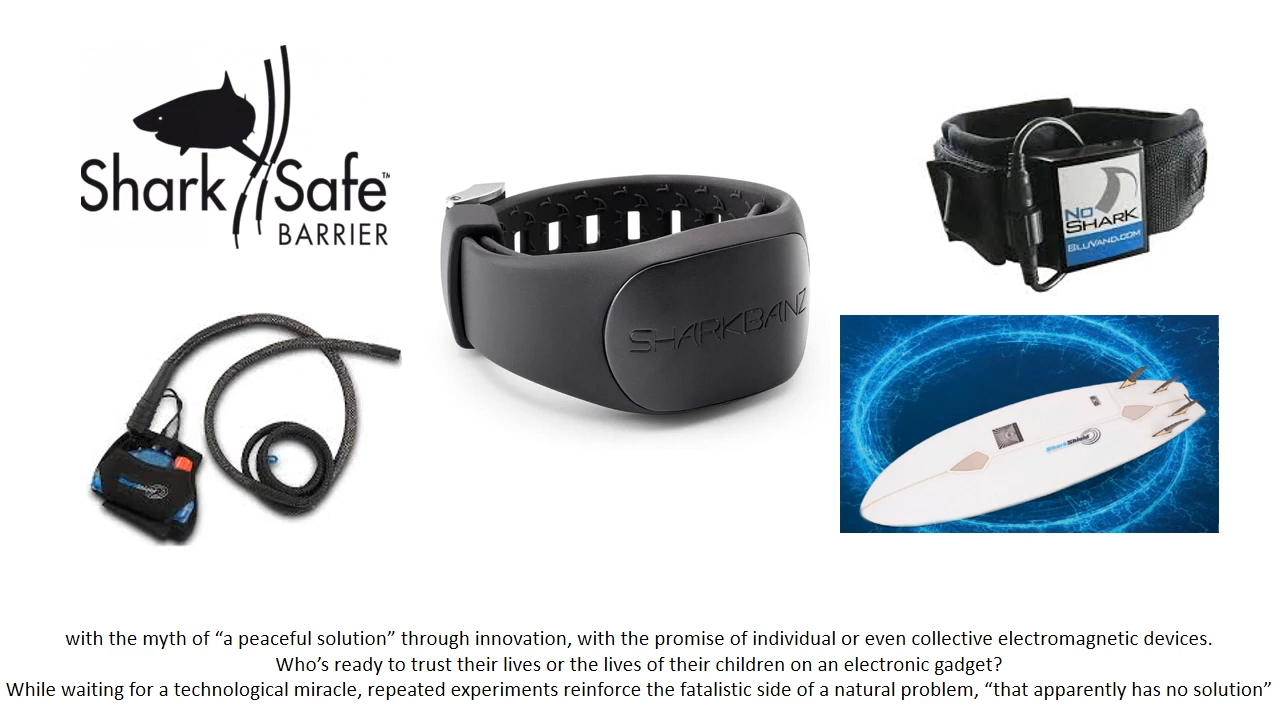 Shark Safe™
BARRIER
SHARKBANZ
NO
SHARK
BLUVAND.COM
SharkShield
SharkShield
with the myth of “a peaceful solution” through innovation, with the promise of individual or even collective electromagnetic devices.
Who’s ready to trust their lives or the lives of their children on an electronic gadget?
While waiting for a technological miracle, repeated experiments reinforce the fatalistic side of a natural problem, “that apparently has no solution”